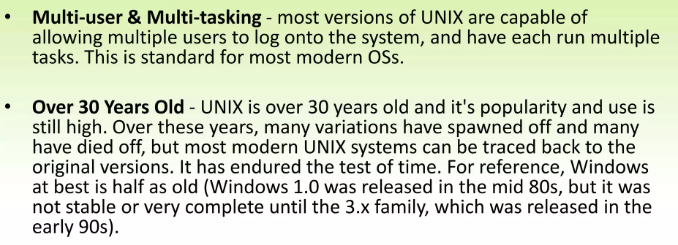 • Multi-user & Multi-tasking - most versions of UNIX are capable of
allowing multiple users to log onto the system, and have each run multiple
tasks. This is standard for most modern OSs.
• Over 30 Years Old - UNIX is over 30 years old and it's popularity and use is
still high. Over these years, many variations have spawned off and many
have died off, but most modern UNIX systems can be traced back to the
original versions. It has endured the test of time. For reference, Windows
at best is half as old (Windows 1.0 was released in the mid 80s, but it was
not stable or very complete until the 3.x family, which was released in the
early 90s).